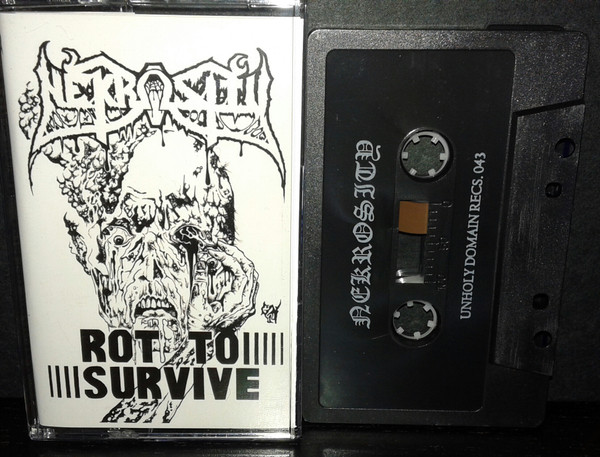 NEKROSITY
ROT TO
SURVIVE
NEKROSITY
UNHOLY DOMAIN RECS. 043